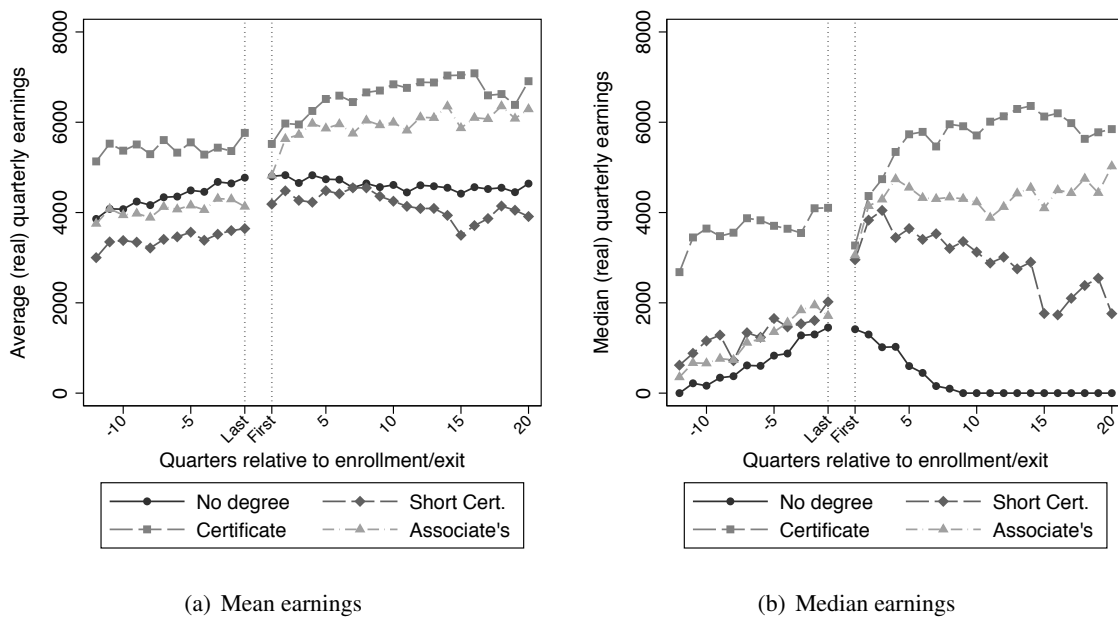 Average (real) quarterly earnings
8000
6000
4000
2000
0
-10
-5
Last
First
5
10
15
20
Quarters relative to enrollment/exit
No degree
Short Cert.
Certificate
Associate's
(a) Mean earnings
Median (real) quarterly earnings
8000
6000
4000
2000
0
-10
-5
Last
First
5
10
15
20
Quarters relative to enrollment/exit
No degree
Short Cert.
Certificate
Associate's
(b) Median earnings